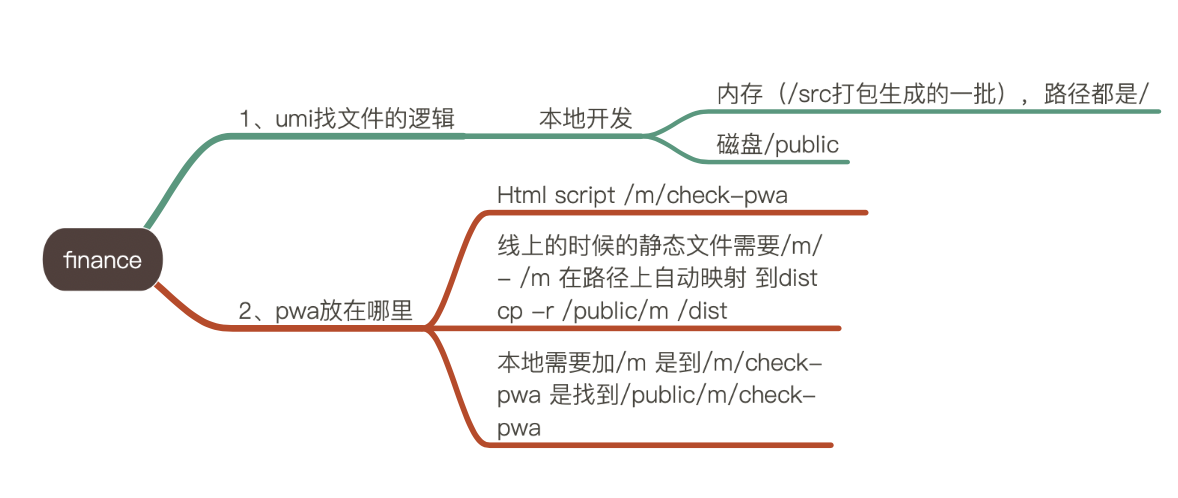 finance
1、umi找文件的逻辑
本地开发
内存（/src打包生成的一批），路径都是/
磁盘/public
2、pwa放在哪里
Html script /m/check-pwa
线上的时候的静态文件需要/m/
- /m 在路径上自动映射 到dist
cp -r /public/m /dist
本地需要加/m 是到/m/check-
pwa 是找到/public/m/check-
pwa